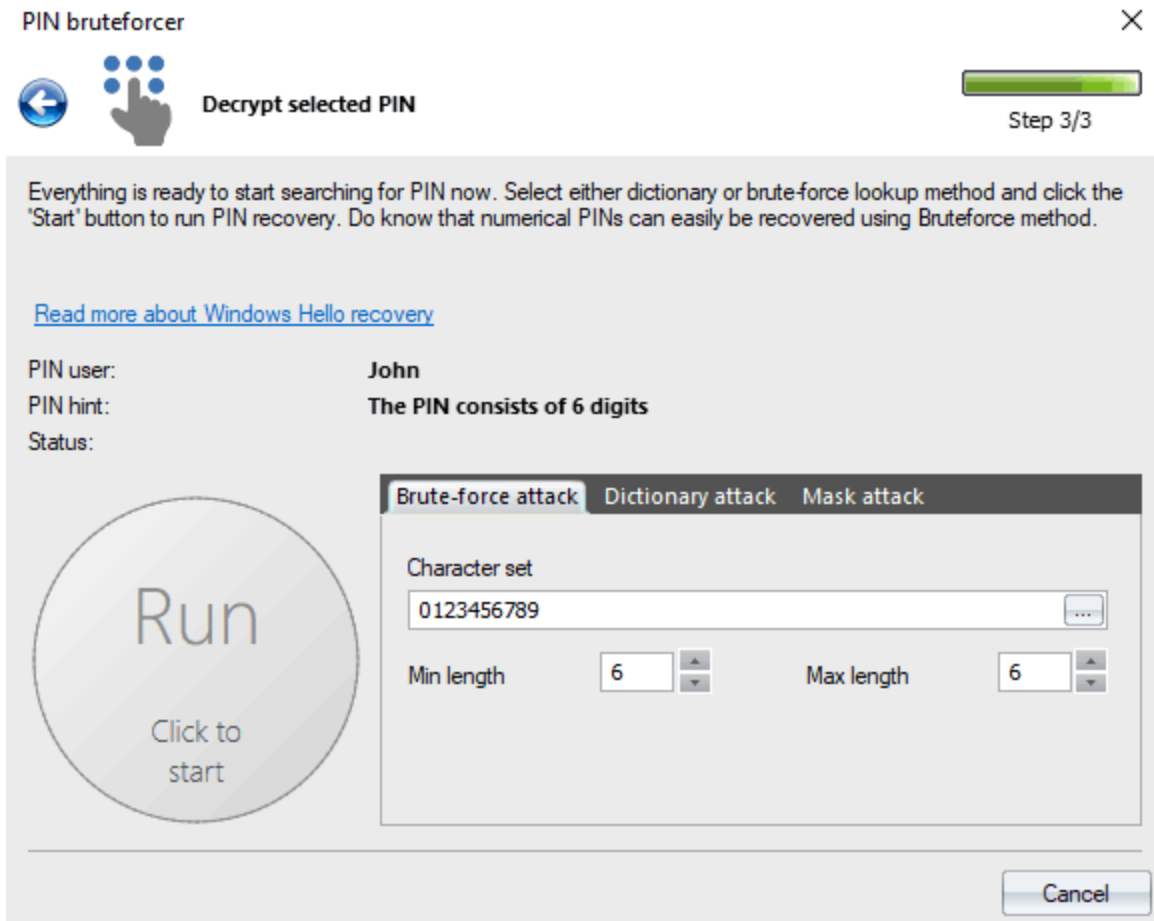 PIN bruteforcer
Decrypt selected PIN
Step 3/3
Everything is ready to start searching for PIN now. Select either dictionary or brute-force lookup method and click the
'Start' button to run PIN recovery. Do know that numerical PINs can easily be recovered using Bruteforce method.
Read more about Windows Hello recovery
PIN user: John
PIN hint: The PIN consists of 6 digits
Status:
Brute-force attack Dictionary attack Mask attack
Character set
0123456789 ...
Min length 6 Max length 6
Run
Click to
start
Cancel